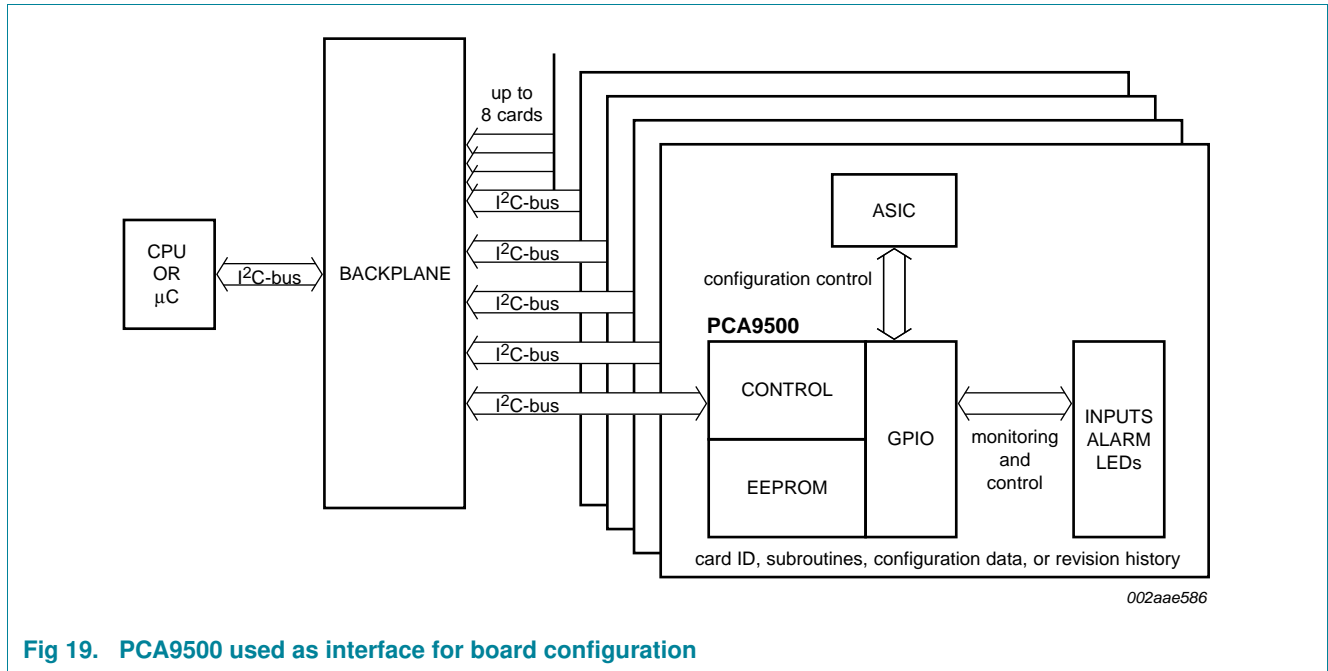 up to
8 cards
I2C-bus
I2C-bus
I2C-bus
I2C-bus
I2C-bus
I2C-bus
CPU
OR
μC
BACKPLANE
ASIC
configuration control
PCA9500
CONTROL
EEPROM
GPIO
monitoring
and
control
INPUTS
ALARM
LEDs
card ID, subroutines, configuration data, or revision history
002aae586
Fig 19. PCA9500 used as interface for board configuration